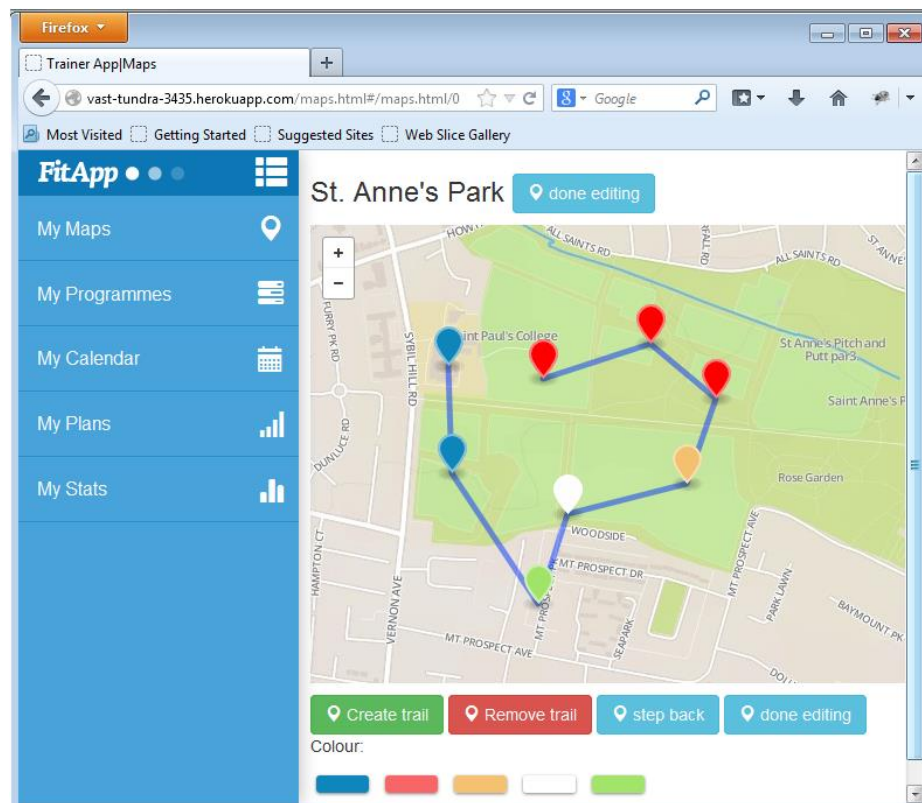 Firefox
Trainer App|Maps
vast-tundra-3435.herokuapp.com/maps.html#/maps.html/0
Google
Most Visited Getting Started Suggested Sites Web Slice Gallery
FitApp
My Maps
My Programmes
My Calendar
My Plans
My Stats
St. Anne's Park
done editing
+
−
ALL SAINTS RD
ALL SAINTS RD
ST ANNE'
FURRY PK RD
SYBIL HILL RD
int Paul's College
St Anne's Pitch and
Putt par3
Saint Anne's P
DUNLUCE RD
Rose Garden
HAMPTON CT
VERNON AVE
WOODSIDE
MT PROSPECT DR
MT PROSPECT AVE
MT PROSPECT AVE
SEAPARK
PARK LAWN
BAYMOUNT PK
Create trail
Remove trail
step back
done editing
Colour: